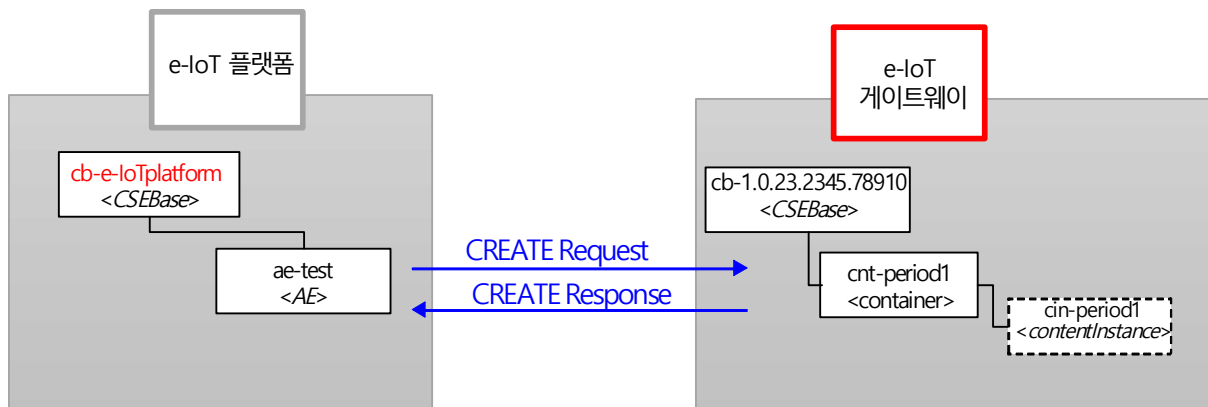 e-IoT 플랫폼
cb-e-IoTplatform
<CSEBase>
ae-test
<AE>
CREATE Request
CREATE Response
e-IoT
게이트웨이
cb-1.0.23.2345.78910
<CSEBase>
cnt-period1
<container>
cin-period1
<contentInstance>